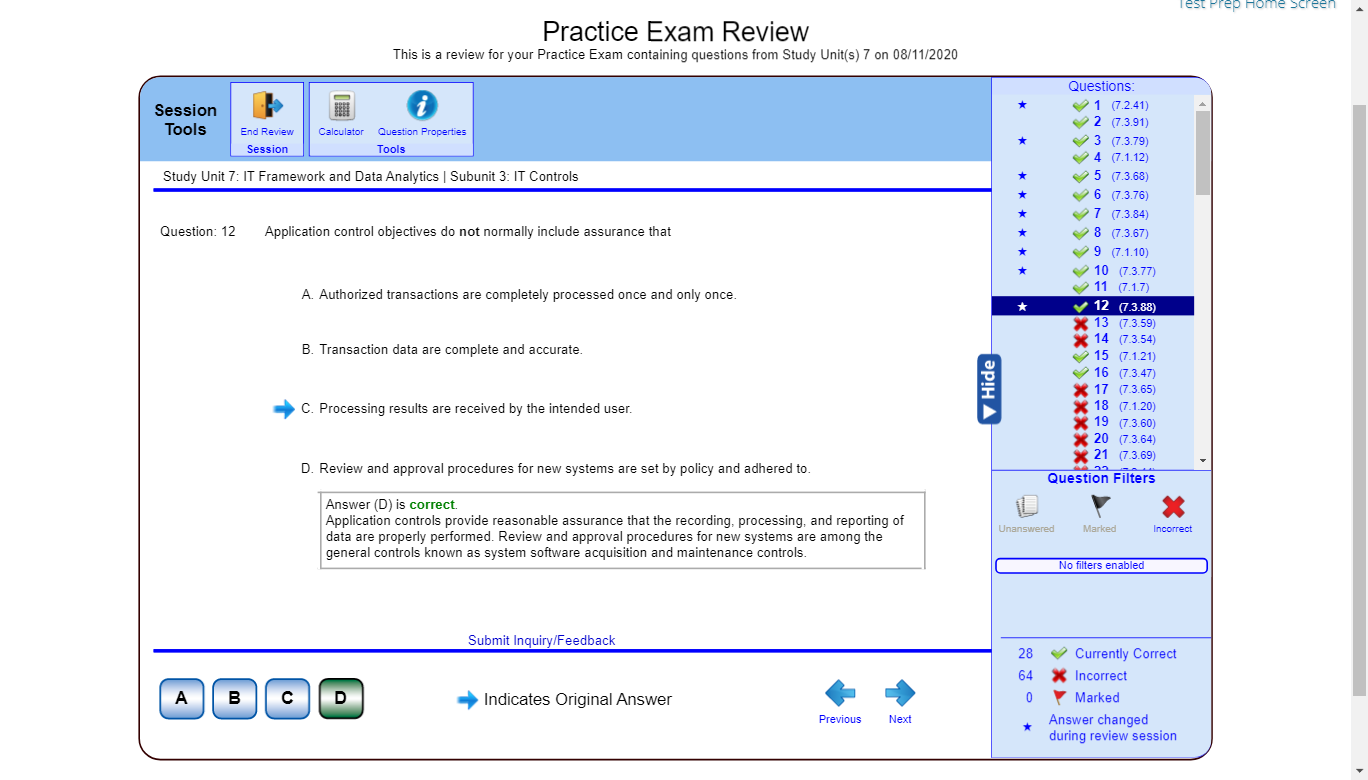 Test Prep Home Screen
Practice Exam Review
This is a review for your Practice Exam containing questions from Study Unit(s) 7 on 08/11/2020
Session
Tools
End Review
Session
Calculator
Question Properties
Tools
Study Unit 7: IT Framework and Data Analytics | Subunit 3: IT Controls
Question: 12 Application control objectives do not normally include assurance that
A. Authorized transactions are completely processed once and only once.
B. Transaction data are complete and accurate.
C. Processing results are received by the intended user.
D. Review and approval procedures for new systems are set by policy and adhered to.
Answer (D) is correct.
Application controls provide reasonable assurance that the recording, processing, and reporting of
data are properly performed. Review and approval procedures for new systems are among the
general controls known as system software acquisition and maintenance controls.
Submit Inquiry/Feedback
A B C D
Indicates Original Answer
Previous
Next
Questions:
1 (7.2.41)
2 (7.3.91)
3 (7.3.79)
4 (7.1.12)
5 (7.3.68)
6 (7.3.76)
7 (7.3.84)
8 (7.3.67)
9 (7.1.10)
10 (7.3.77)
11 (7.1.7)
12 (7.3.88)
13 (7.3.59)
14 (7.3.54)
15 (7.1.21)
16 (7.3.47)
17 (7.3.65)
18 (7.1.20)
19 (7.3.60)
20 (7.3.64)
21 (7.3.69)
Hide
Question Filters
Unanswered
Marked
Incorrect
No filters enabled
28 Currently Correct
64 Incorrect
0 Marked
Answer changed
during review session